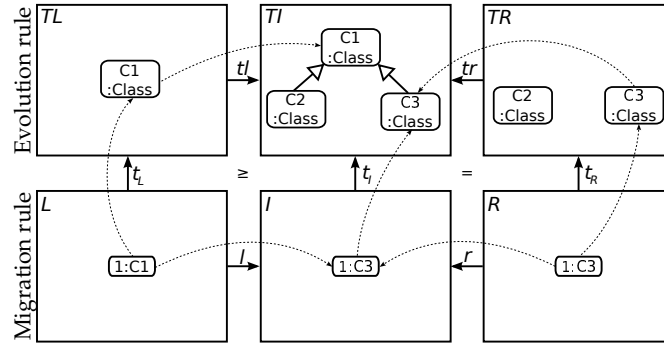 Evolution rule
TL
C1
:Class
tl
TI
C1
:Class
C2
:Class
C3
:Class
tr
TR
C2
:Class
C3
:Class
t_L
≥
t_I
=
t_R
Migration rule
L
1:C1
l
I
1:C3
r
R
1:C3